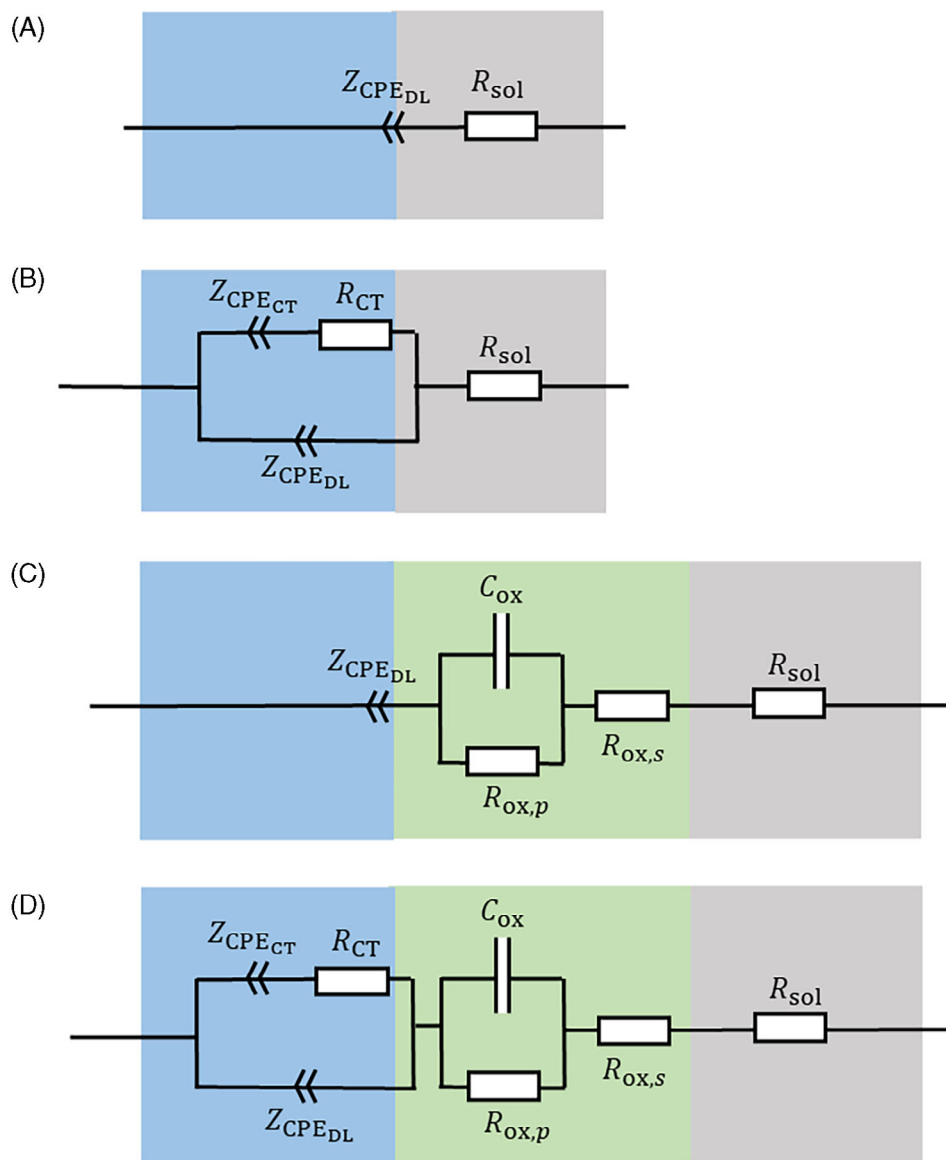 (A)
Z_CPE_DL
R_sol
(B)
Z_CPE_CT
R_CT
R_sol
Z_CPE_DL
(C)
C_ox
Z_CPE_DL
R_sol
R_ox,s
R_ox,p
(D)
C_ox
Z_CPE_CT
R_CT
R_sol
R_ox,s
Z_CPE_DL
R_ox,p